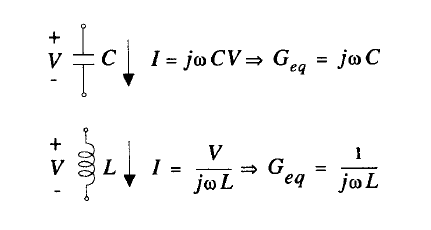 +
V C I = jωCV ⇒ G_eq = jωC
-
+
V L I = V/jωL ⇒ G_eq = 1/jωL
-